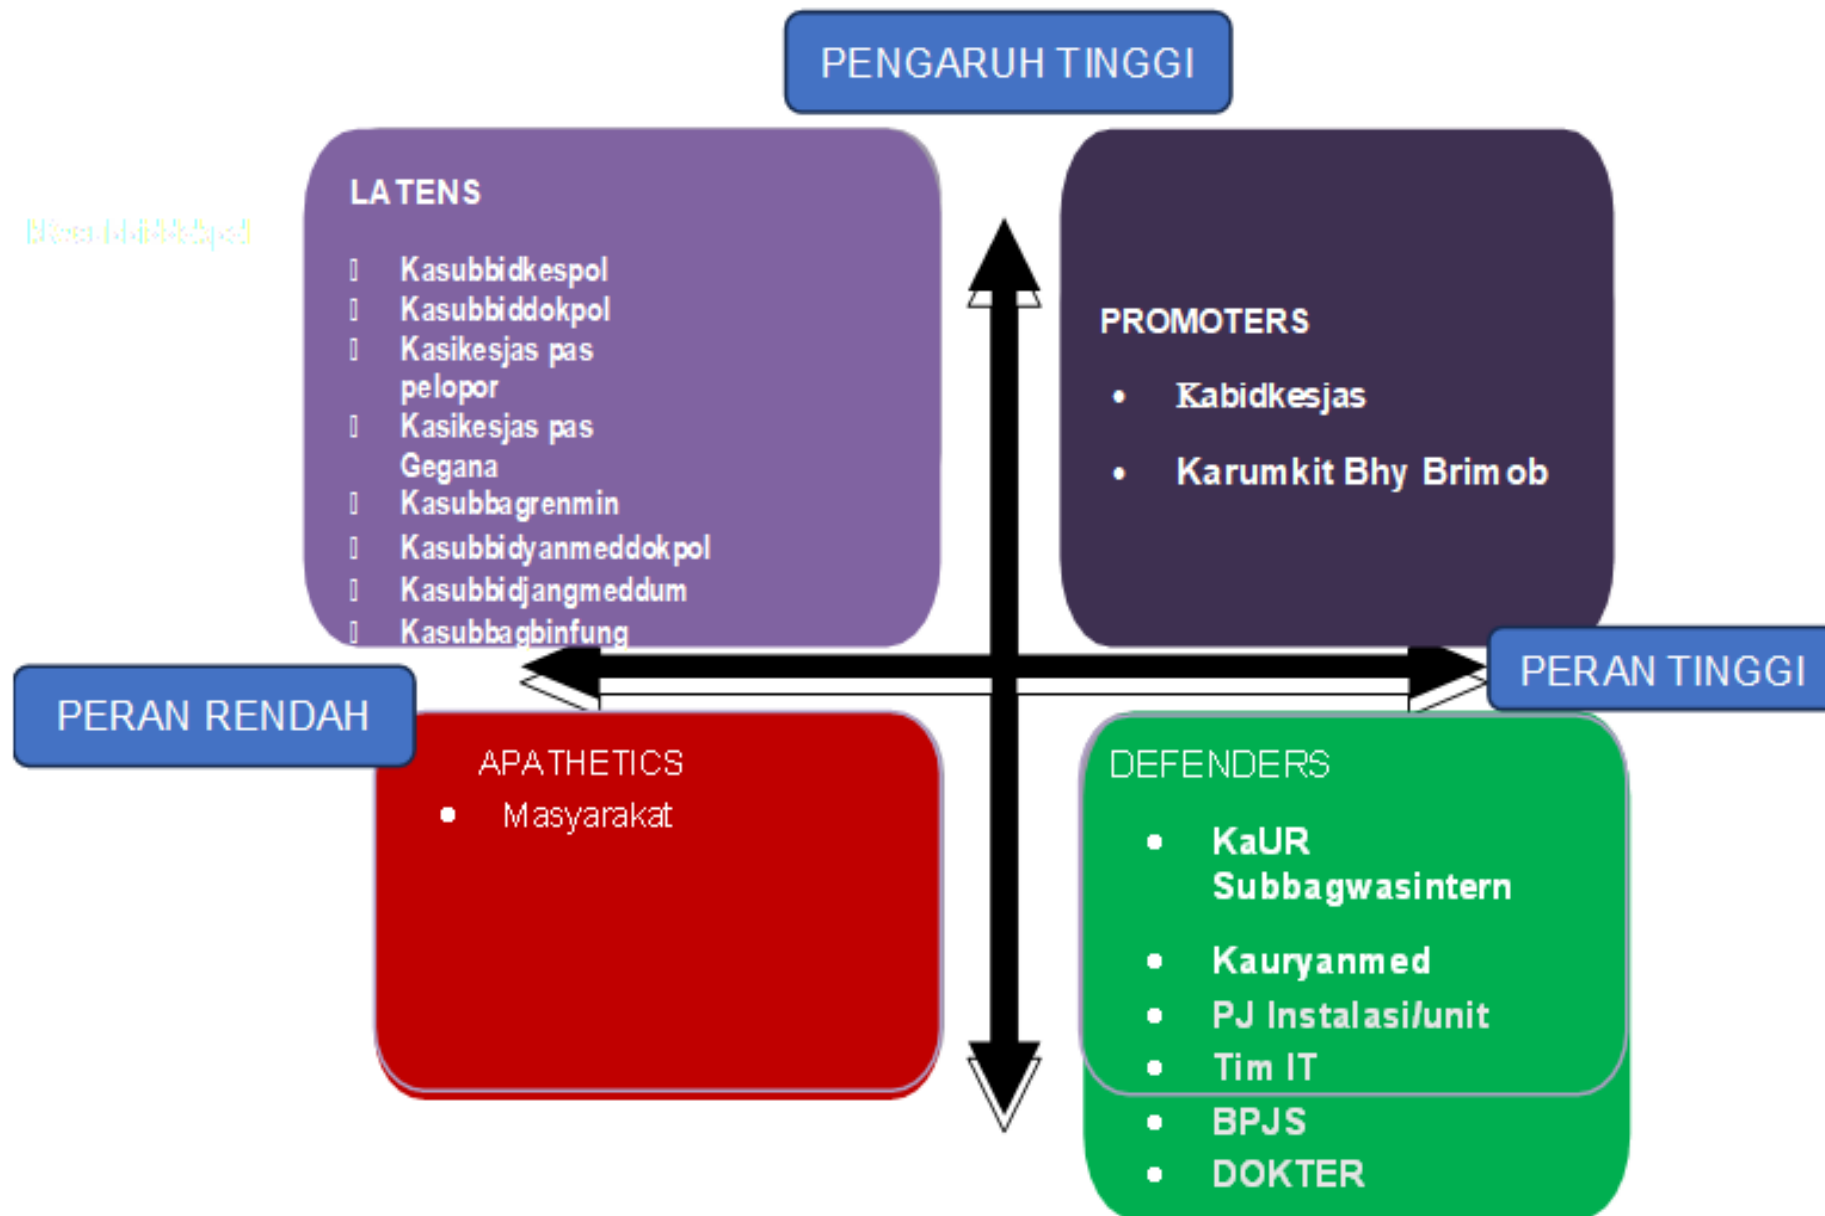 PENGARUH TINGGI
LATENS
Kasubbidkespol
Kasubbiddokpol
Kasikesjas pas
pelopor
Kasikesjas pas
Gegana
Kasubbagrenmin
Kasubbidyanmeddokpol
Kasubbidjangmeddum
Kasubbagbinfung
PROMOTERS
• Kabidkesjas
• Karumkit Bhy Brimob
PERAN RENDAH
PERAN TINGGI
APATHETICS
• Masyarakat
DEFENDERS
• KaUR
Subbagwasintern
• Kauryanmed
• PJ Instalasi/unit
• Tim IT
• BPJS
• DOKTER